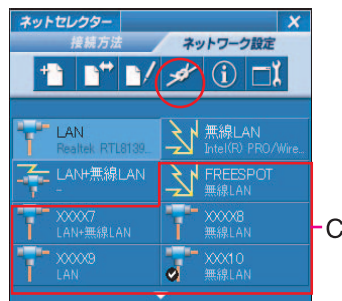 ネットセレクター X
接続方法 ネットワーク設定
LAN
Realtek RTL8139...
無線LAN
Intel(R) PRO/Wire...
LAN+無線LAN
-
FREESPOT
無線LAN
XXXX7
LAN+無線LAN
XXXX8
無線LAN
XXXX9
LAN
XXX10
無線LAN
C